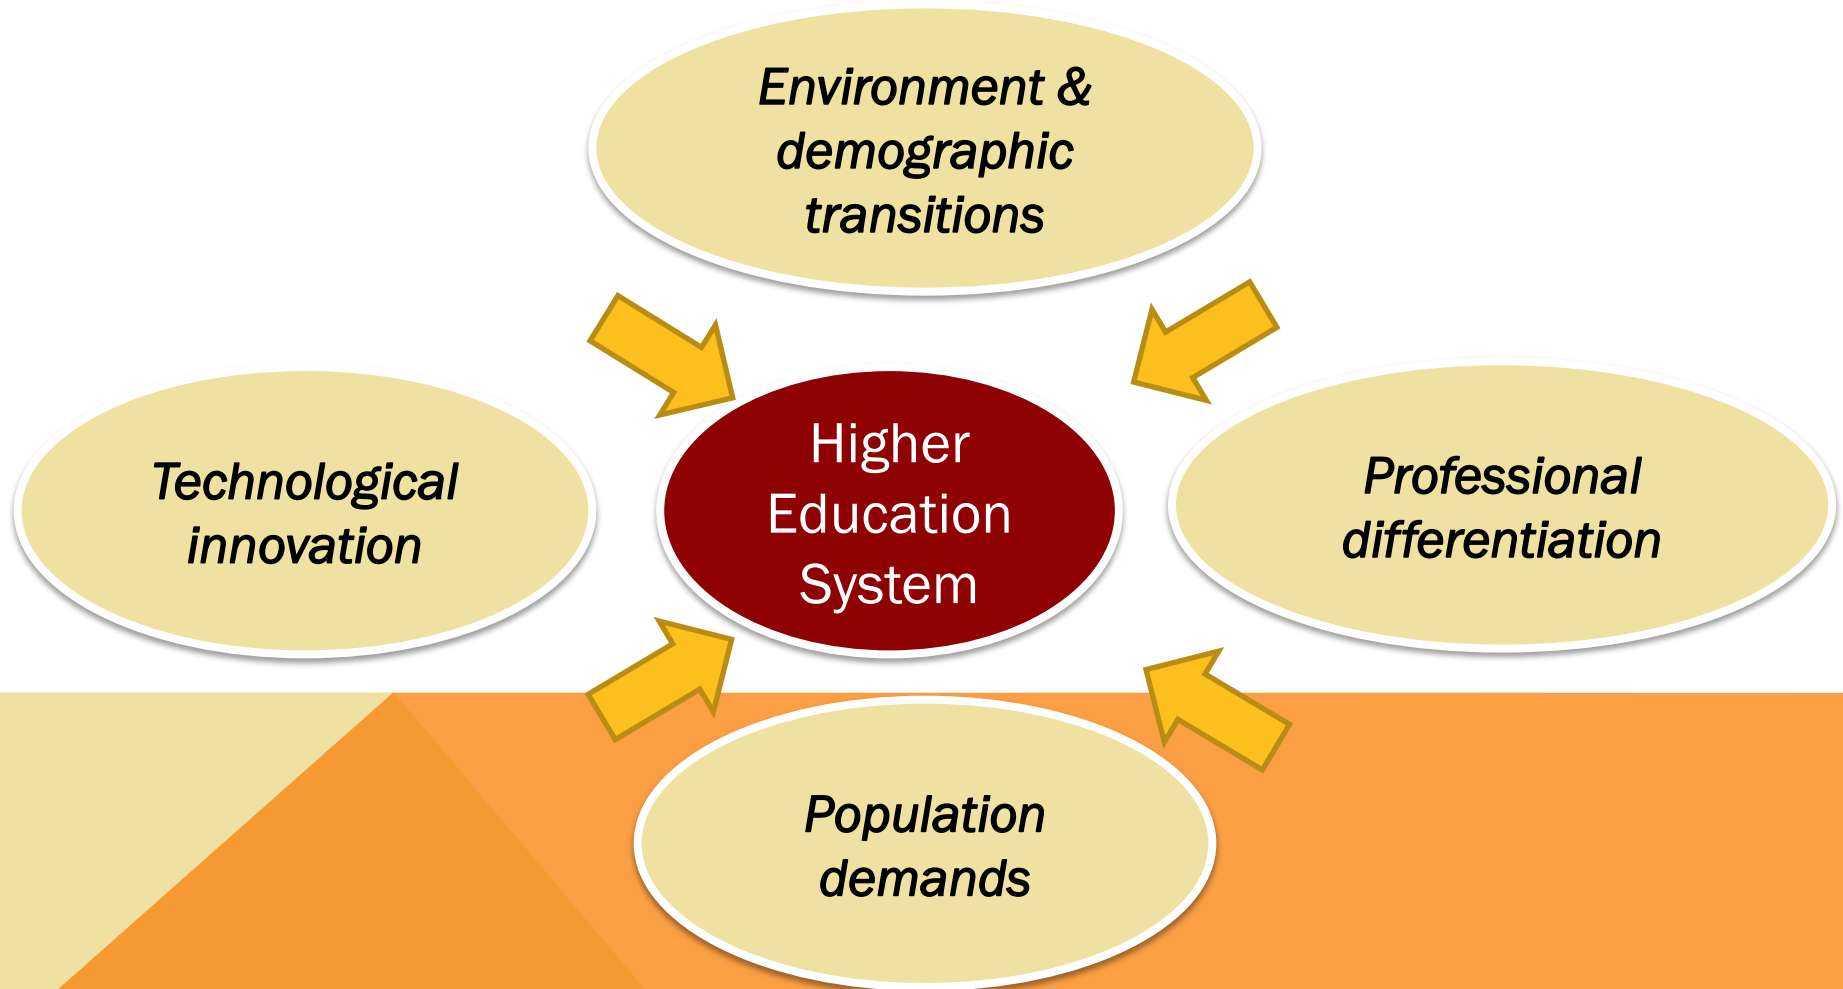 Environment &
demographic
transitions
Technological
innovation
Higher
Education
System
Professional
differentiation
Population
demands